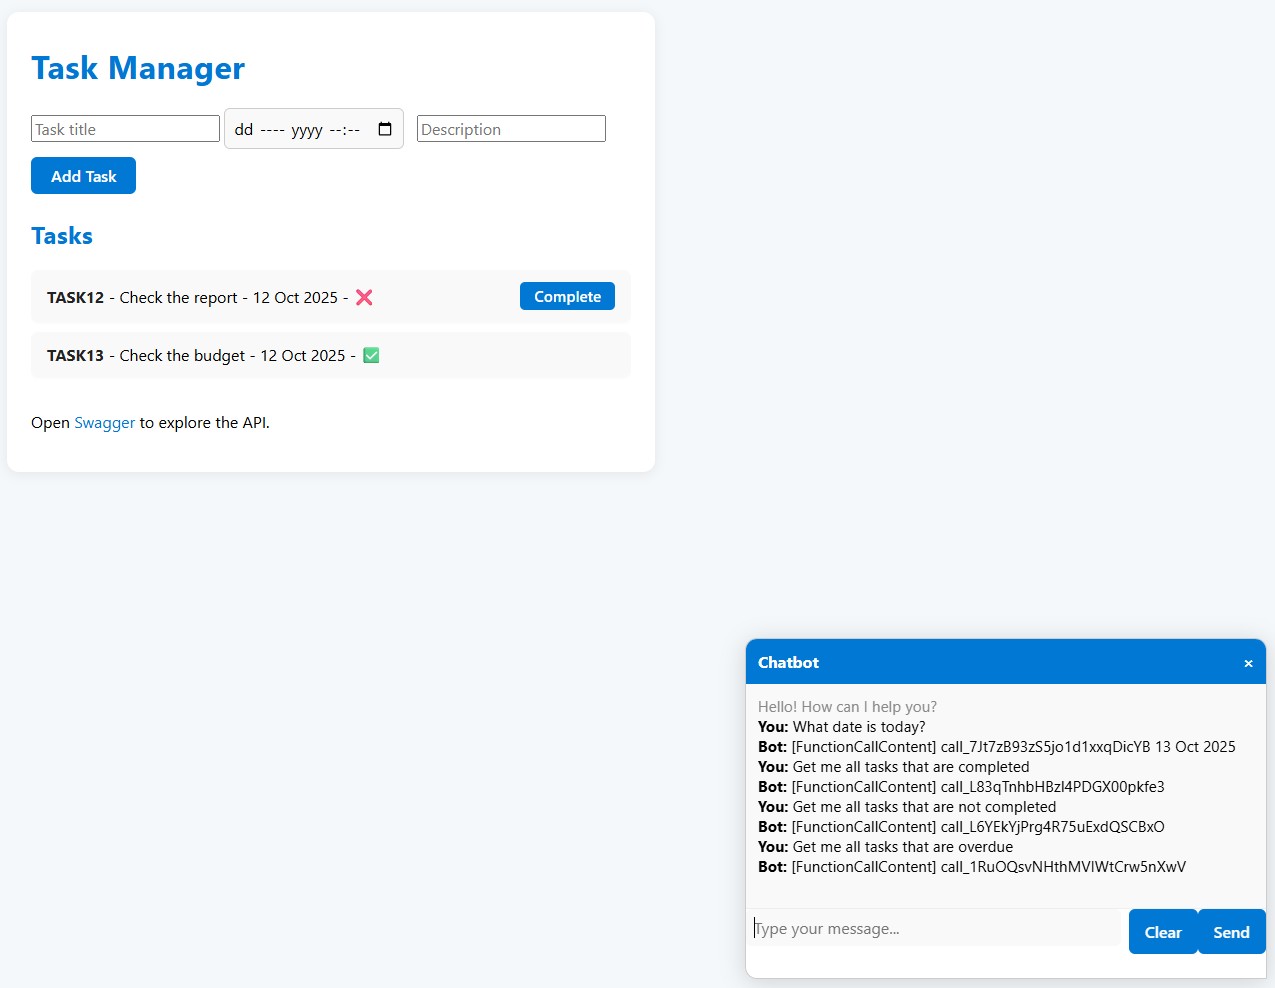 Task Manager
Task title
dd ---- yyyy --:--
Description
Add Task
Tasks
TASK12 - Check the report - 12 Oct 2025 - ❌
Complete
TASK13 - Check the budget - 12 Oct 2025 - ✅
Open Swagger to explore the API.
Chatbot
×
Hello! How can I help you?
You: What date is today?
Bot: [FunctionCallContent] call_7Jt7zB93zS5jo1d1xxqDicYB 13 Oct 2025
You: Get me all tasks that are completed
Bot: [FunctionCallContent] call_L83qTnhbHBzI4PDGX00pkfe3
You: Get me all tasks that are not completed
Bot: [FunctionCallContent] call_L6YEkYjPrg4R75uExdQSCBxO
You: Get me all tasks that are overdue
Bot: [FunctionCallContent] call_1RuOQsvNHthMVlWtCrw5nXwV
Type your message...
Clear
Send